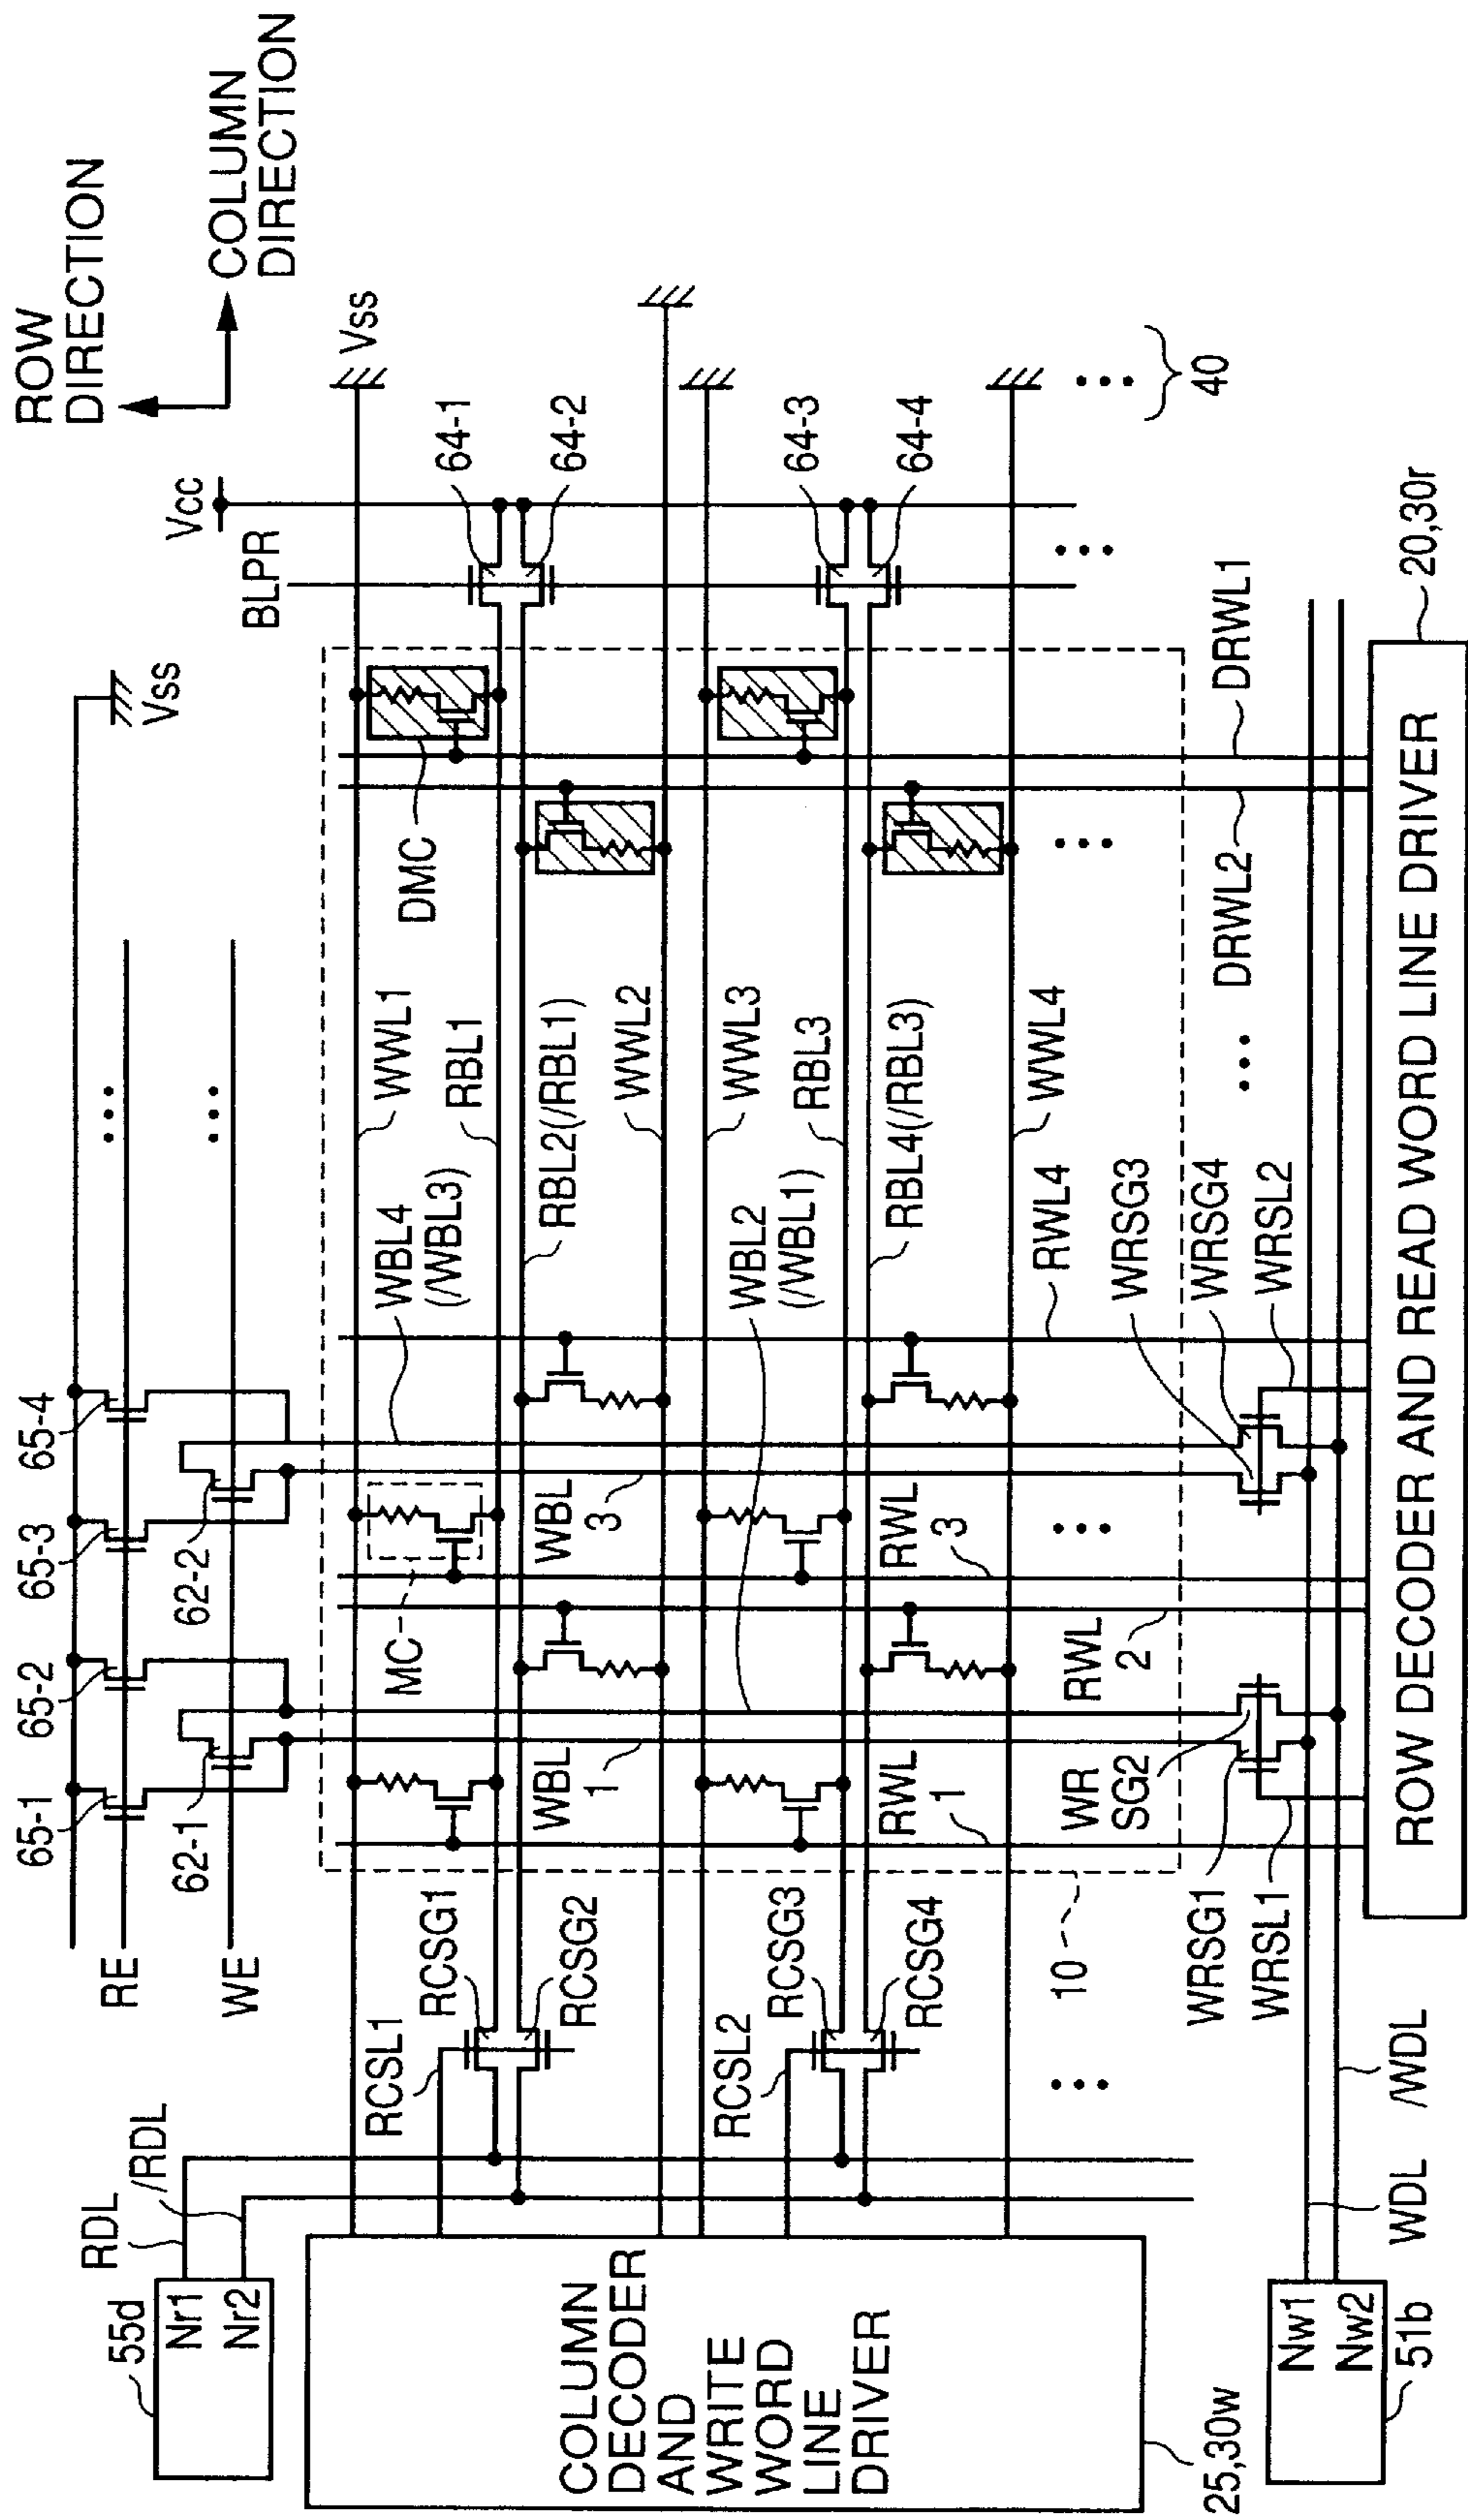 ROW
DIRECTION
COLUMN
DIRECTION
65-1
65-2
65-3
65-4
Vss
RE
WE
62-1
62-2
Vcc
BLPR
Vss
RDL
/RDL
55d
Nr1
Nr2
RCSL1
RCSG1
RCSG2
MC
WBL4
(/WBL3)
WWL1
RBL1
DMC
64-1
64-2
WBL
1
WBL
3
RBL2(/RBL1)
WWL2
COLUMN
DECODER
AND
WRITE
WORD
LINE
DRIVER
RCSL2
RCSG3
RCSG4
WBL2
(/WBL1)
WWL3
RBL3
64-3
64-4
RWL
1
RWL
2
RWL
3
RBL4(/RBL3)
WWL4
RWL4
10
WR
SG2
WRSG3
WRSG4
WRSL2
WRSG1
WRSL1
DRWL2
DRWL1
40
25,30w
Nw1
Nw2
51b
WDL
/WDL
20,30r
ROW DECODER AND READ WORD LINE DRIVER